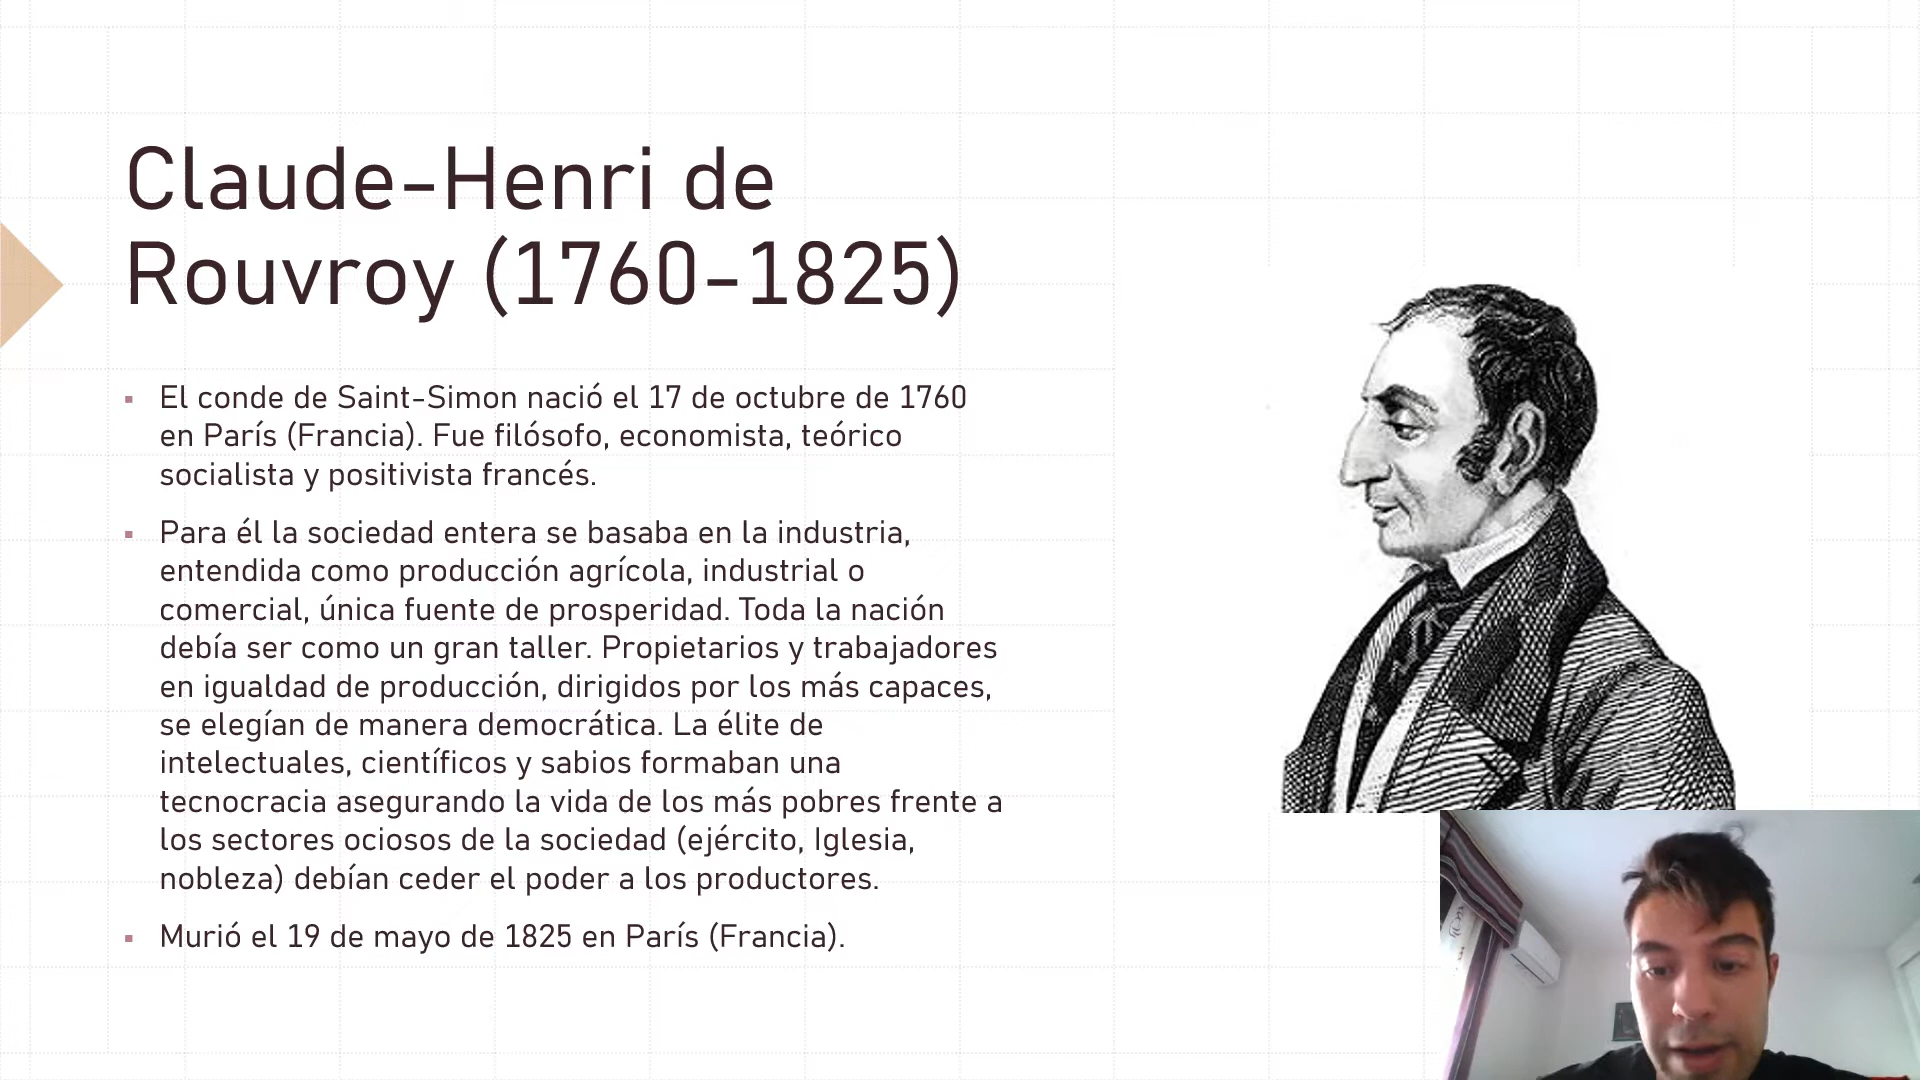 Claude-Henri de
Rouvroy (1760-1825)
El conde de Saint-Simon nació el 17 de octubre de 1760
en París (Francia). Fue filósofo, economista, teórico
socialista y positivista francés.
Para él la sociedad entera se basaba en la industria,
entendida como producción agrícola, industrial o
comercial, única fuente de prosperidad. Toda la nación
debía ser como un gran taller. Propietarios y trabajadores
en igualdad de producción, dirigidos por los más capaces,
se elegían de manera democrática. La élite de
intelectuales, científicos y sabios formaban una
tecnocracia asegurando la vida de los más pobres frente a
los sectores ociosos de la sociedad (ejército, Iglesia,
nobleza) debían ceder el poder a los productores.
Murió el 19 de mayo de 1825 en París (Francia).